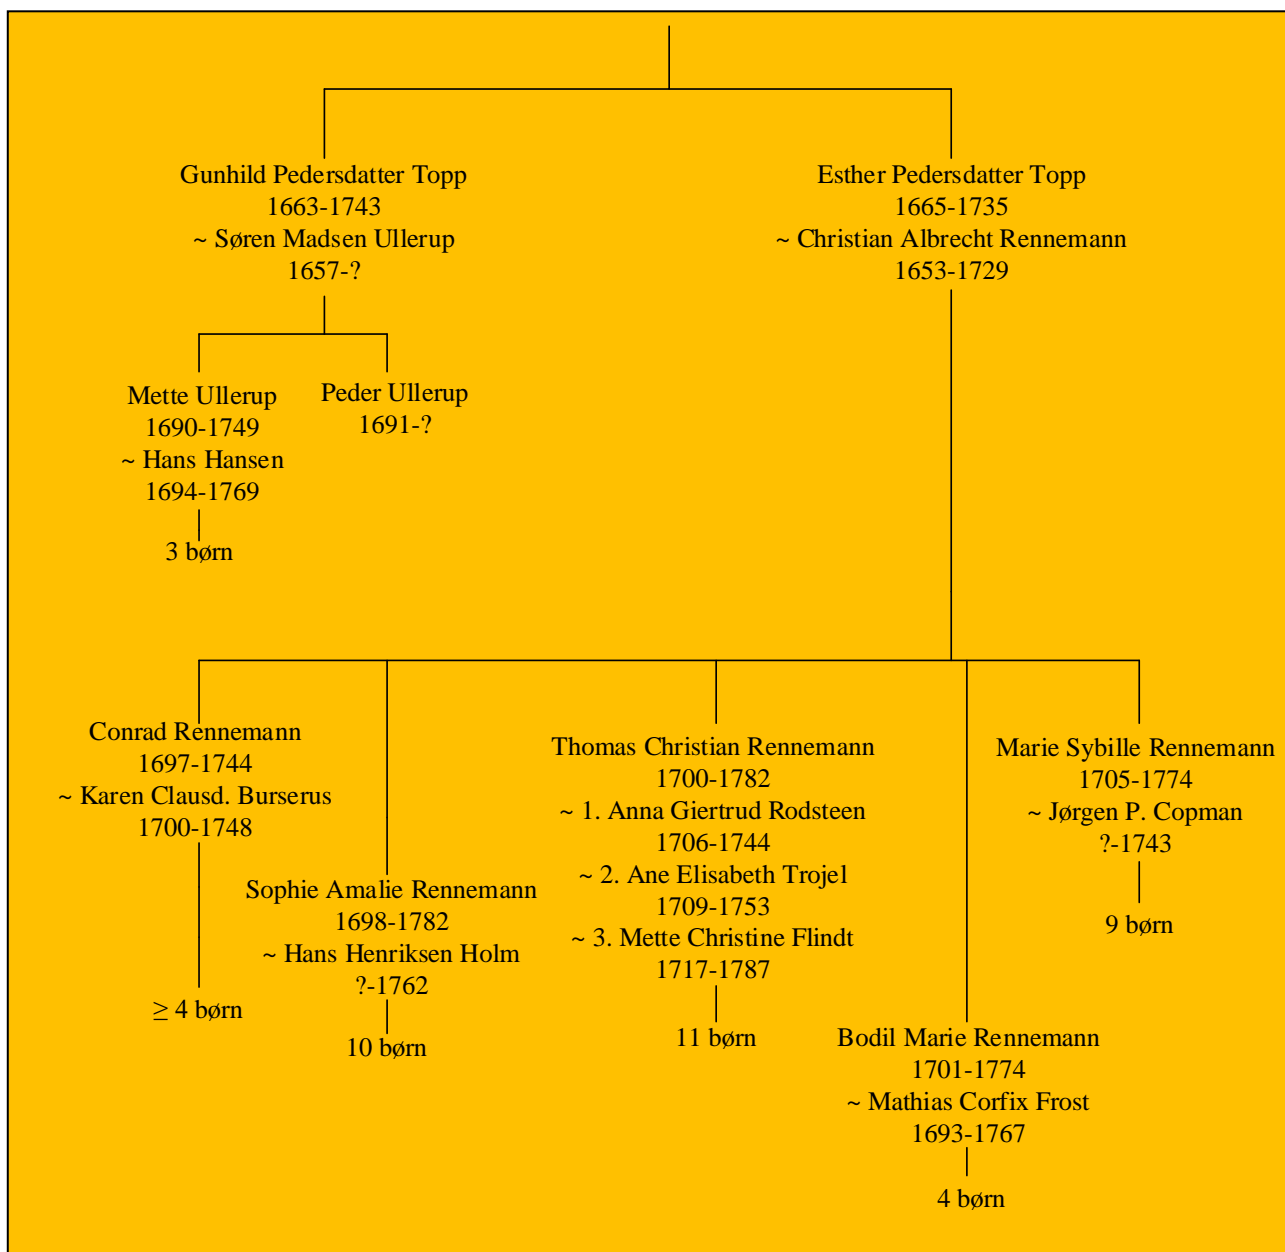 Gunhild Pedersdatter Topp
1663-1743
~ Søren Madsen Ullerup
1657-?
Esther Pedersdatter Topp
1665-1735
~ Christian Albrecht Rennemann
1653-1729
Mette Ullerup
1690-1749
~ Hans Hansen
1694-1769
3 børn
Peder Ullerup
1691-?
Conrad Rennemann
1697-1744
~ Karen Clausd. Burserus
1700-1748
≥ 4 børn
Sophie Amalie Rennemann
1698-1782
~ Hans Henriksen Holm
?-1762
10 børn
Thomas Christian Rennemann
1700-1782
~ 1. Anna Giertrud Rodsteen
1706-1744
~ 2. Ane Elisabeth Trojel
1709-1753
~ 3. Mette Christine Flindt
1717-1787
11 børn
Bodil Marie Rennemann
1701-1774
~ Mathias Corfix Frost
1693-1767
4 børn
Marie Sybille Rennemann
1705-1774
~ Jørgen P. Copman
?-1743
9 børn